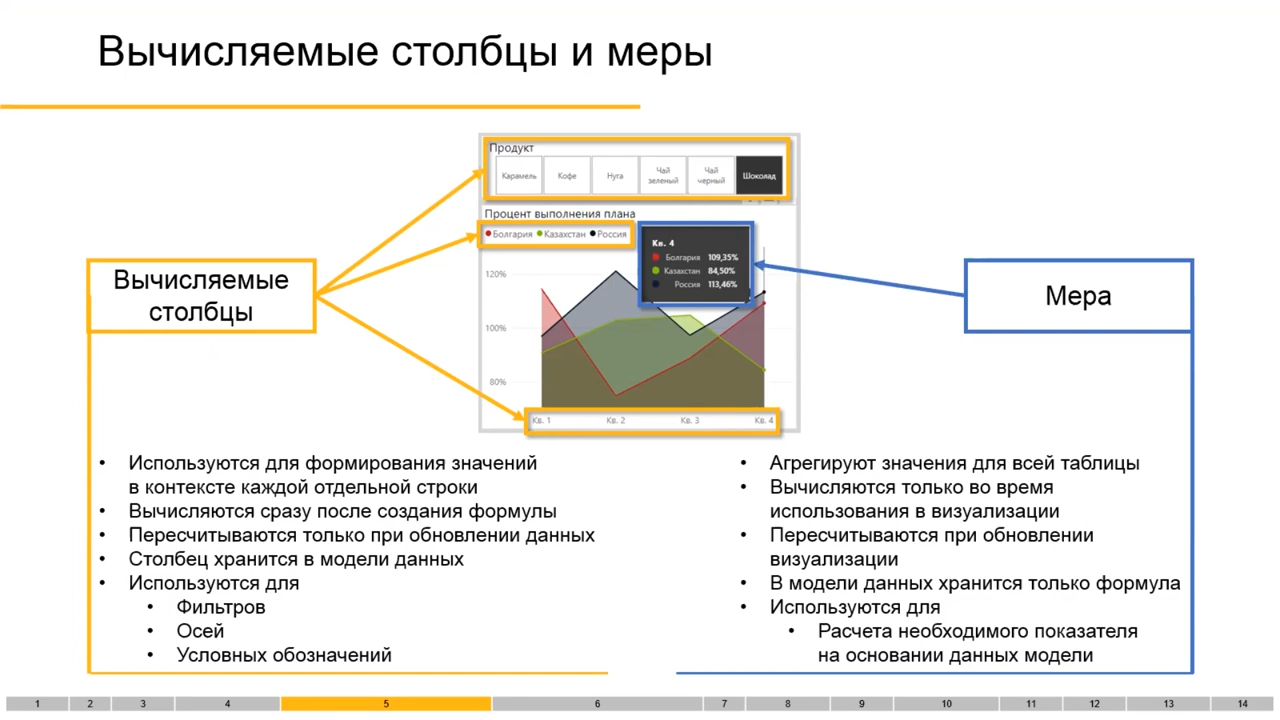 Вычисляемые столбцы и меры
Продукт
Карамель
Кофе
Нуга
Чай
зеленый
Чай
черный
Шоколад
Процент выполнения плана
Болгария
Казахстан
Россия
Кв. 4
Болгария 109,35%
Казахстан 84,50%
Россия 113,46%
120%
100%
80%
Кв. 1
Кв. 2
Кв. 3
Кв. 4
Вычисляемые
столбцы
Мера
• Используются для формирования значений
в контексте каждой отдельной строки
• Вычисляются сразу после создания формулы
• Пересчитываются только при обновлении данных
• Столбец хранится в модели данных
• Используются для
• Фильтров
• Осей
• Условных обозначений
• Агрегируют значения для всей таблицы
• Вычисляются только во время
использования в визуализации
• Пересчитываются при обновлении
визуализации
• В модели данных хранится только формула
• Используются для
• Расчета необходимого показателя
на основании данных модели
1 2 3 4 5 6 7 8 9 10 11 12 13 14